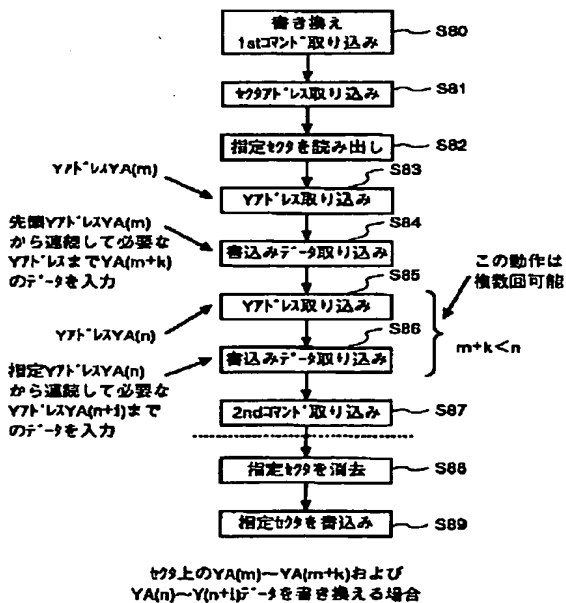 書き換え
1stコマンド取り込み
S80
セクタアドレス取り込み
S81
指定セクタを読み出し
S82
YアドレスYA(m)
Yアドレス取り込み
S83
先頭YアドレスYA(m)
から連続して必要な
YアドレスまでYA(m+k)
のデータを入力
書込みデータ取り込み
S84
YアドレスYA(n)
Yアドレス取り込み
S85
この動作は
複数回可能
m+k<n
指定YアドレスYA(n)
から連続して必要な
YアドレスYA(n+i)まで
のデータを入力
書込みデータ取り込み
S86
2ndコマンド取り込み
S87
指定セクタを消去
S88
指定セクタを書込み
S89
セクタ上のYA(m)~YA(m+k)および
YA(n)~Y(n+i)データを書き換える場合